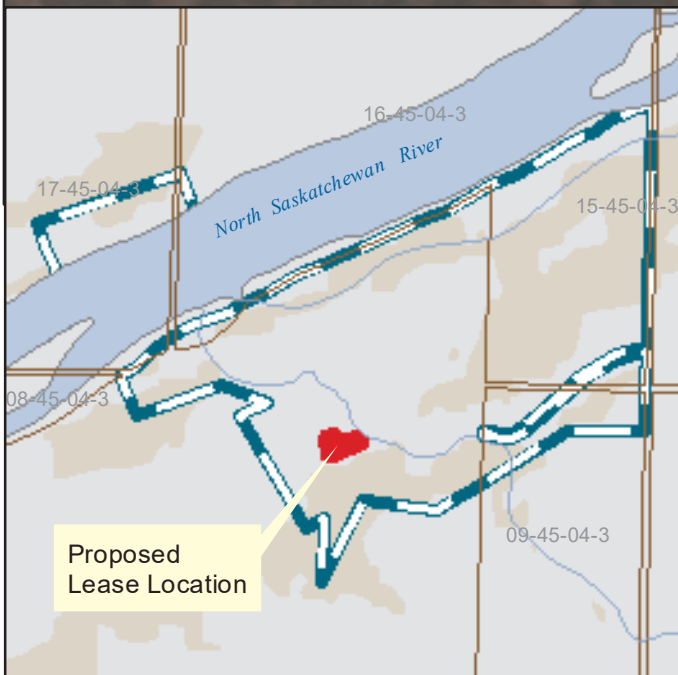 16-45-04-3
North Saskatchewan River
17-45-04-3
15-45-04-3
08-45-04-3
09-45-04-3
Proposed
Lease Location